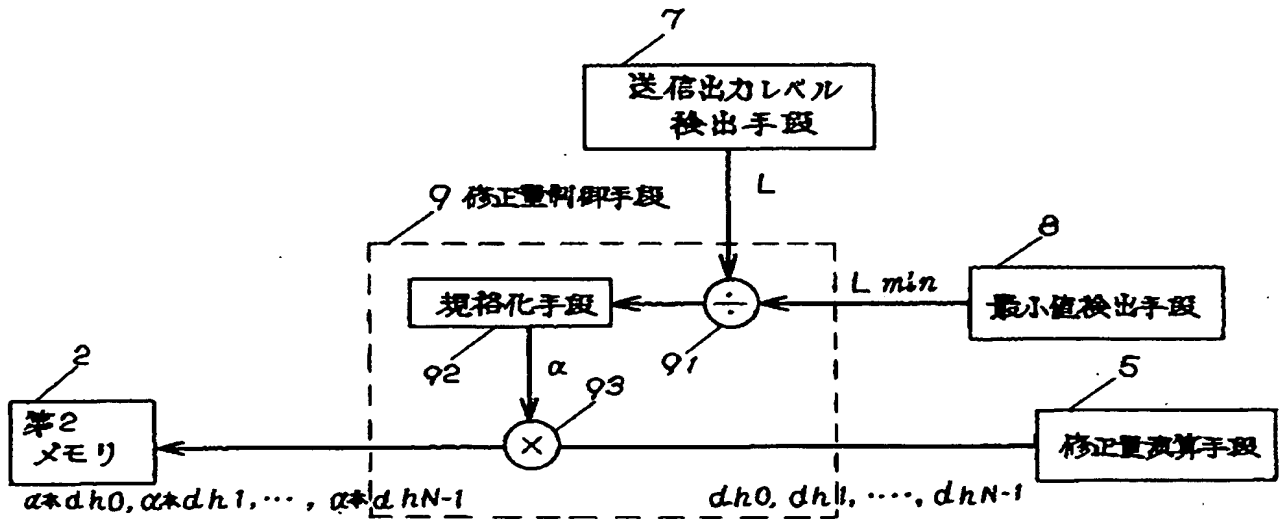 7
送信出力レベル
検出手段
L
9 修正量制御手段
8
L min
最小値検出手段
規格化手段
÷
92
α
91
93
2
5
第2
メモリ
×
修正量演算手段
α*dh0, α*dh1, ･･･, α*dhN-1
dh0, dh1, ････, dhN-1